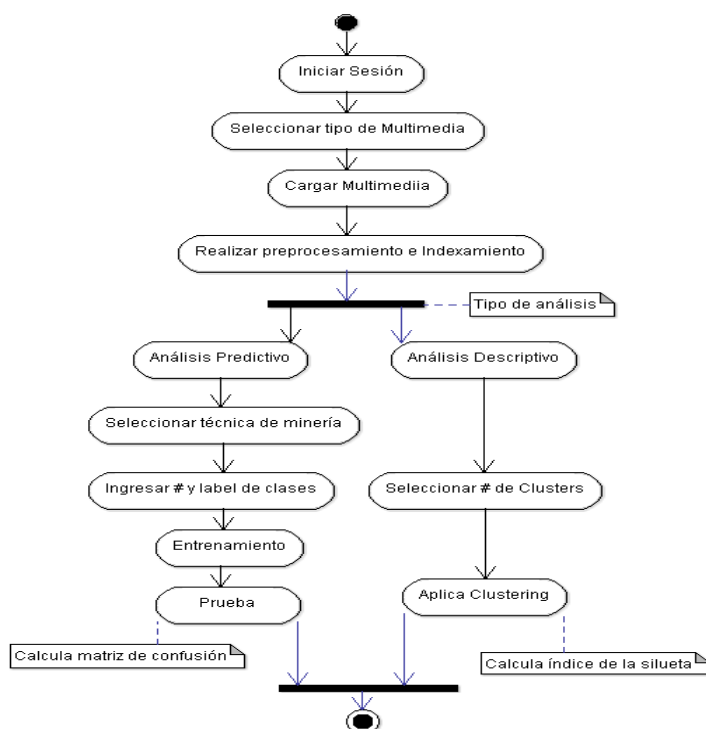 Iniciar Sesión
Seleccionar tipo de Multimedia
Cargar Multimediia
Realizar preprocesamiento e Indexamiento
Tipo de análisis
Análisis Predictivo
Análisis Descriptivo
Seleccionar técnica de minería
Ingresar # y label de clases
Seleccionar # de Clusters
Entrenamiento
Prueba
Aplica Clustering
Calcula matriz de confusión
Calcula índice de la silueta